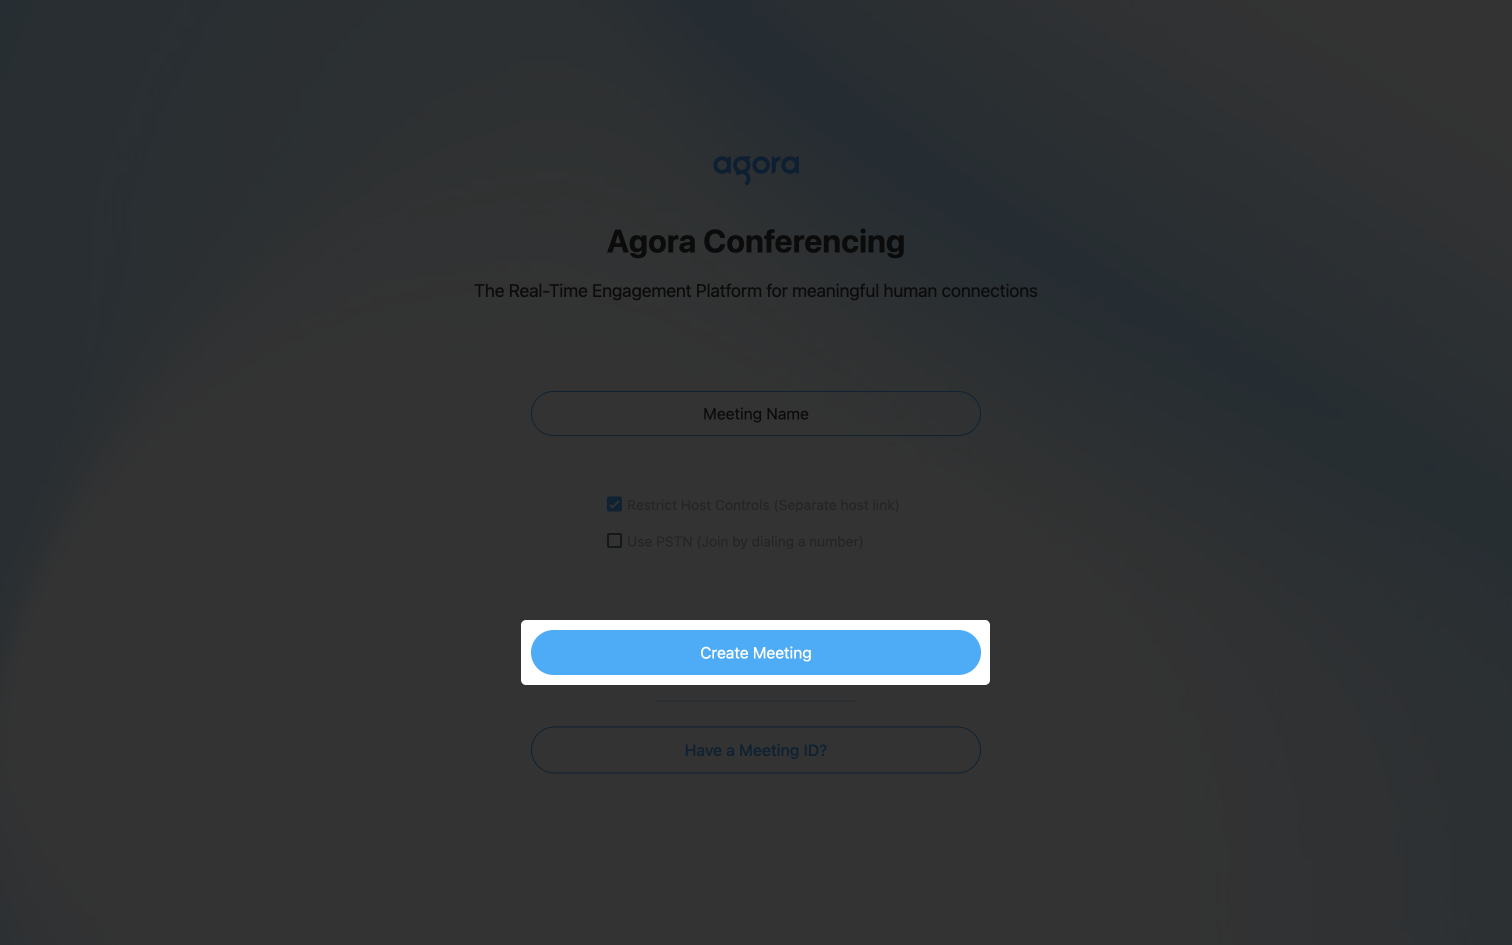 agora
Agora Conferencing
The Real-Time Engagement Platform for meaningful human connections
Meeting Name
Restrict Host Controls (Separate host link)
Use PSTN (Join by dialing a number)
Create Meeting
Have a Meeting ID?